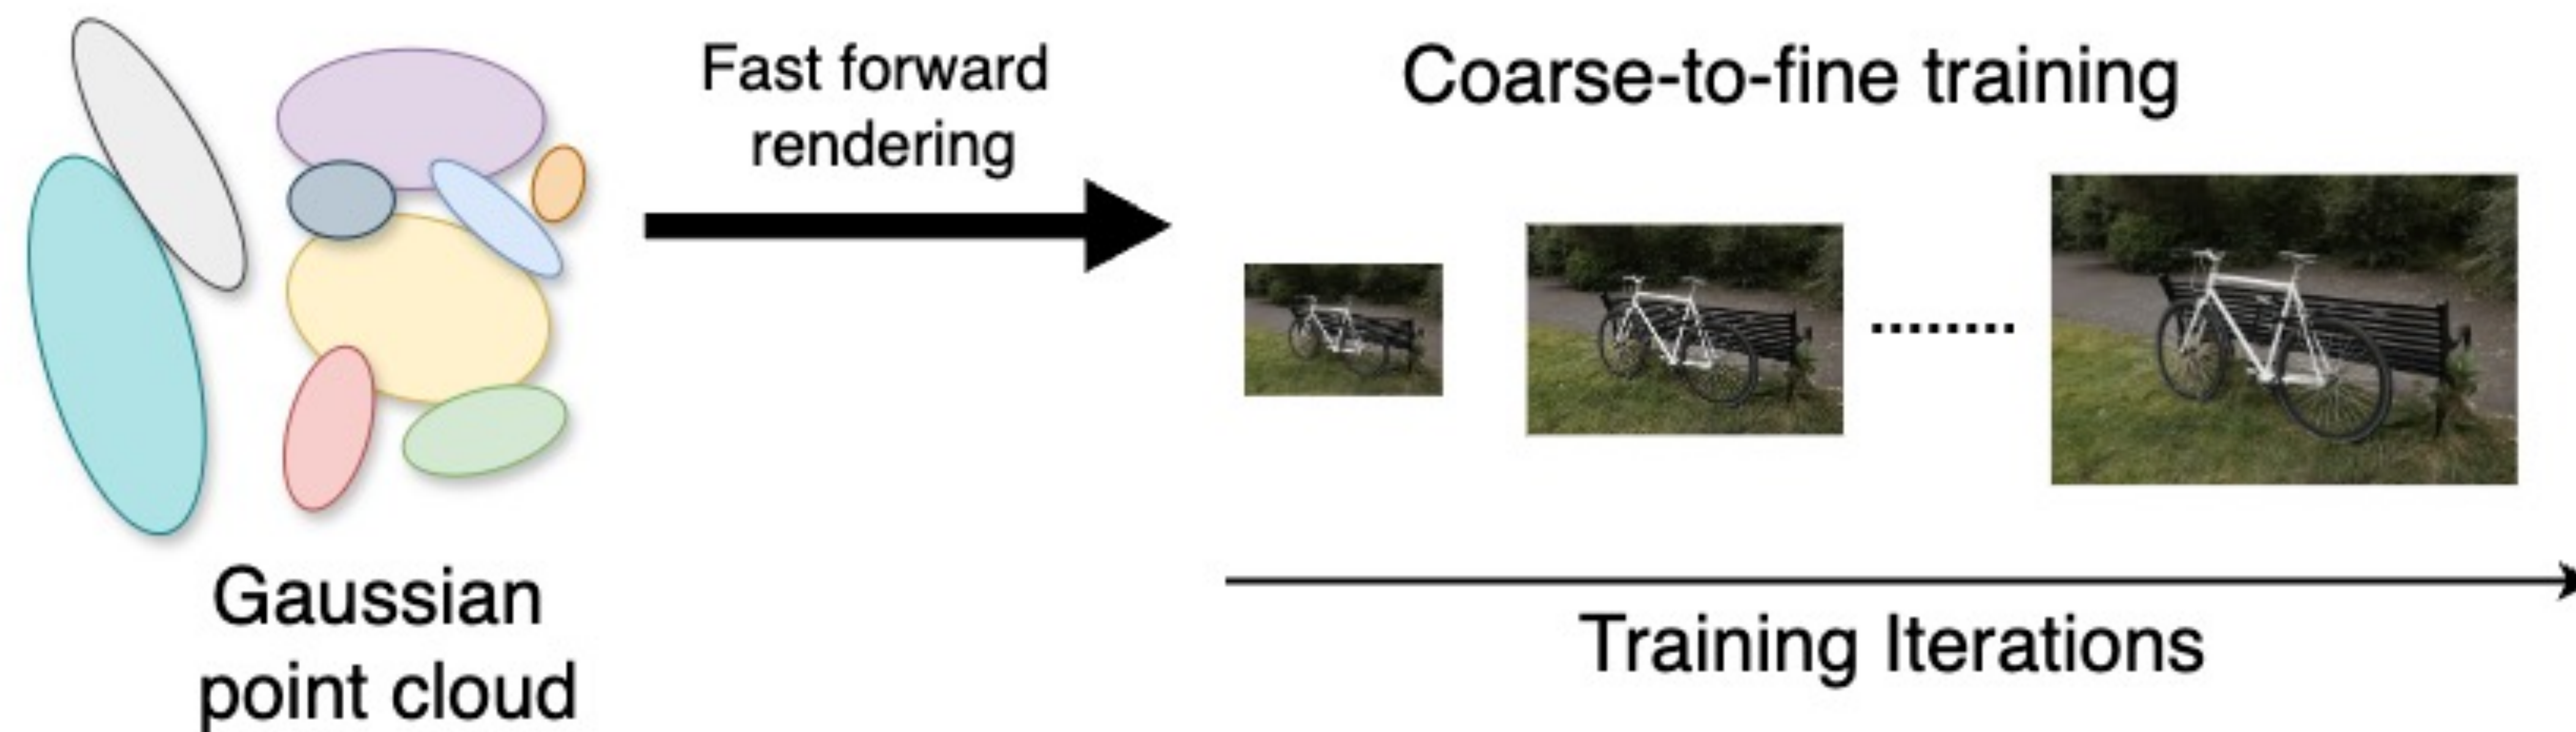 Fast forward
rendering
Coarse-to-fine training
Gaussian
point cloud
Training Iterations